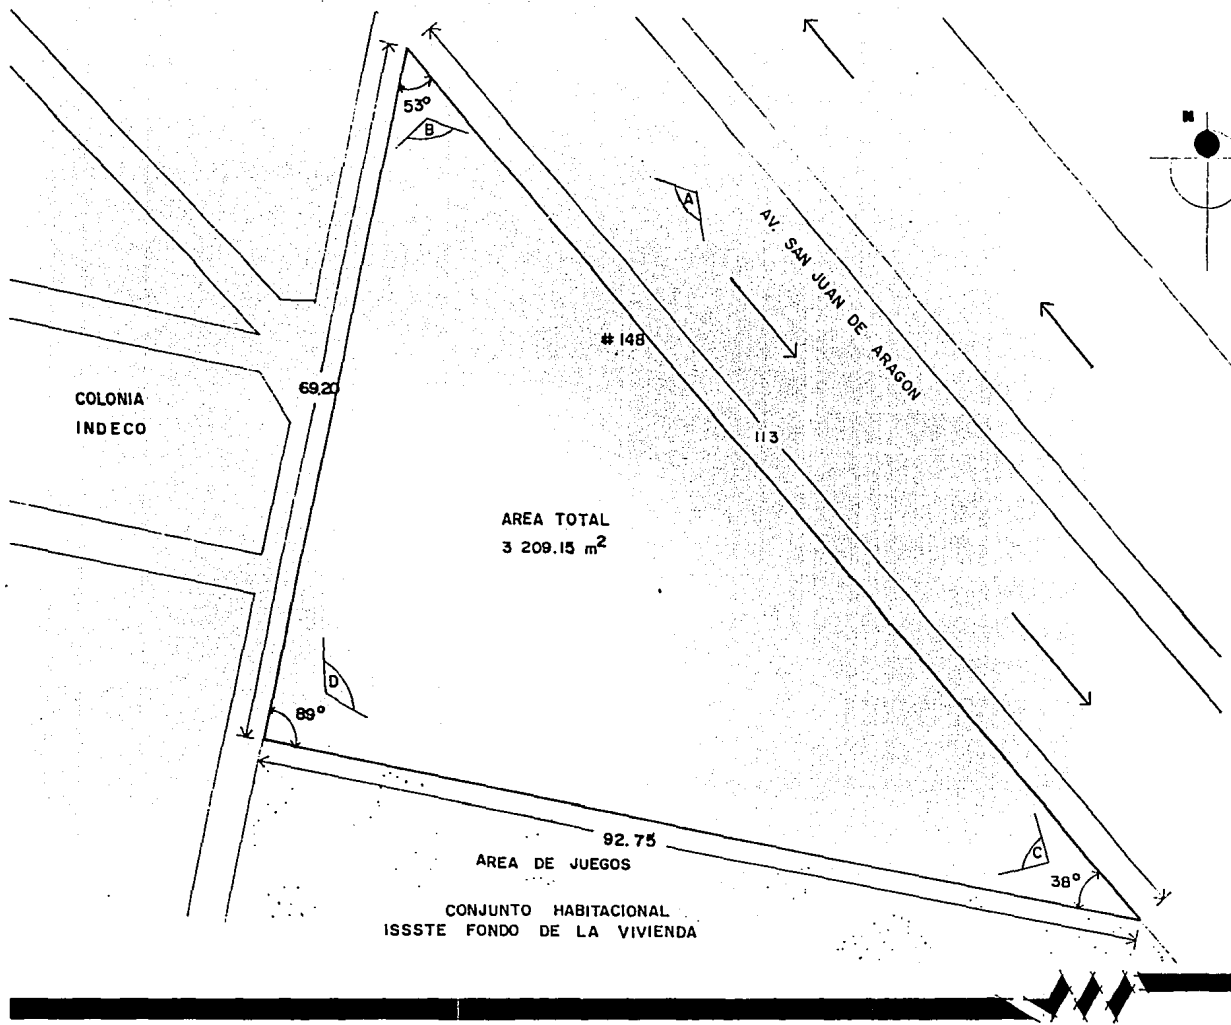 53°
B
N
A
AV. SAN JUAN DE ARAGON
# 148
69.20
COLONIA
INDECO
113
AREA TOTAL
3 209.15 m²
D
89°
92.75
C
38°
AREA DE JUEGOS
CONJUNTO HABITACIONAL
ISSSTE FONDO DE LA VIVIENDA